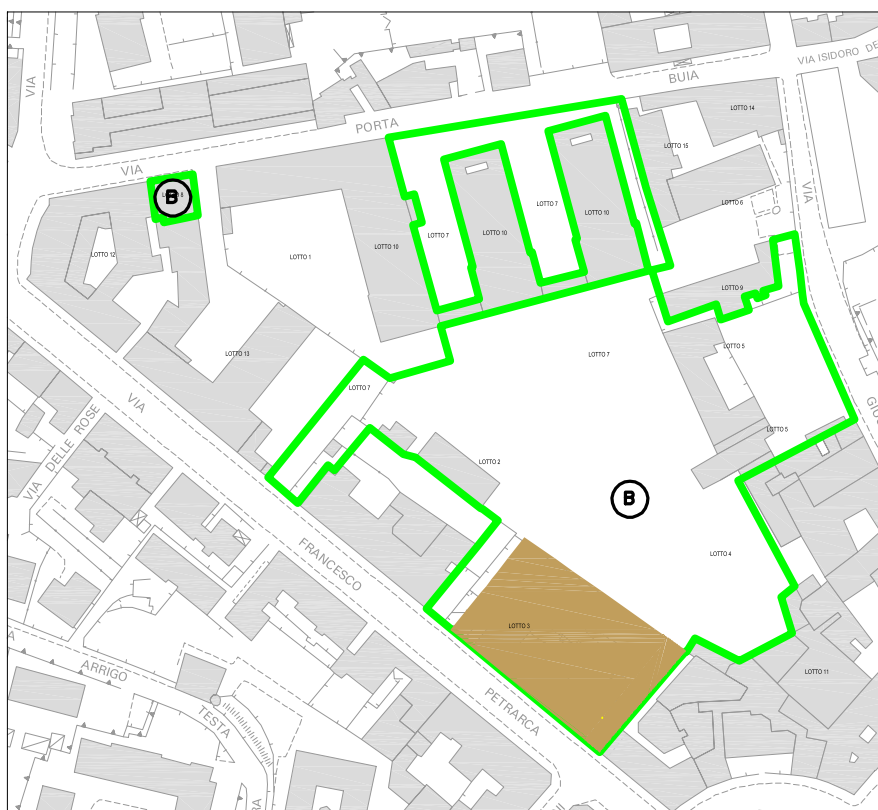 VIA ISIDORO DE
BUIA
VIA
LOTTO 14
PORTA
LOTTO 15
VIA
B
VIA
LOTTO 6
LOTTO 7
LOTTO 7
LOTTO 10
LOTTO 10
LOTTO 10
LOTTO 12
LOTTO 1
LOTTO 9
LOTTO 5
LOTTO 13
LOTTO 7
LOTTO 7
VIA
GIO
LOTTO 5
VIA DELLE ROSE
LOTTO 2
B
FRANCESCO
LOTTO 4
LOTTO 3
ARRIGO
LOTTO 11
PETRARCA
TESTA